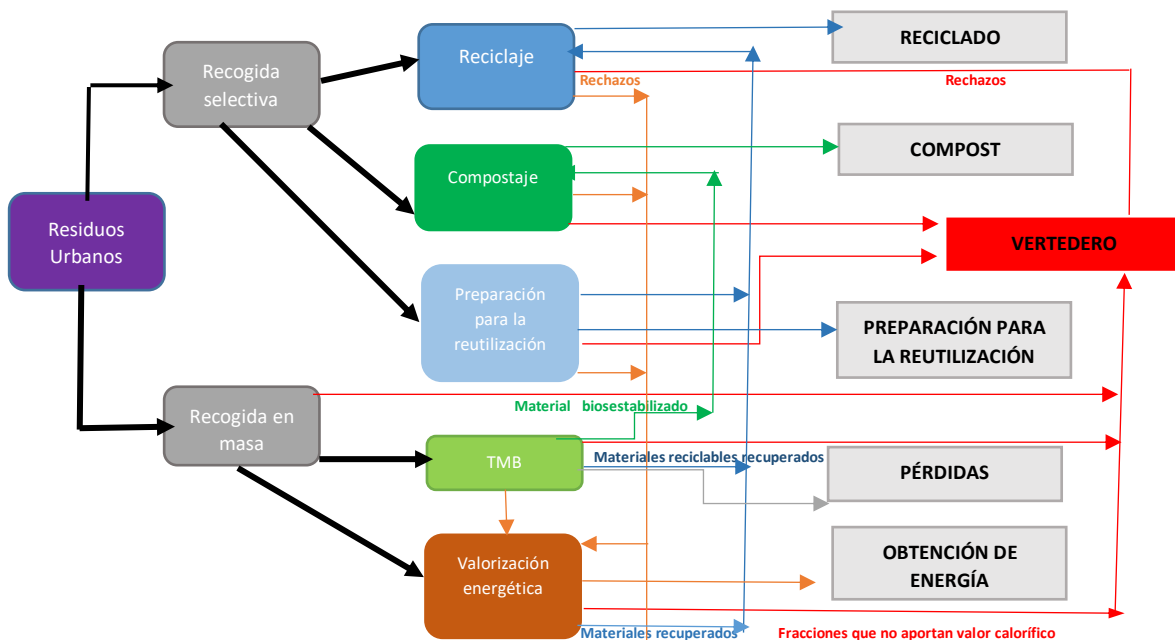 Reciclaje
RECICLADO
Recogida
selectiva
Rechazos
Rechazos
Compostaje
COMPOST
Residuos
Urbanos
VERTEDERO
Preparación
para la
reutilización
PREPARACIÓN PARA
LA REUTILIZACIÓN
Recogida en
masa
Material biosestabilizado
TMB
Materiales reciclables recuperados
PÉRDIDAS
Valorización
energética
OBTENCIÓN DE
ENERGÍA
Materiales recuperados
Fracciones que no aportan valor calorífico